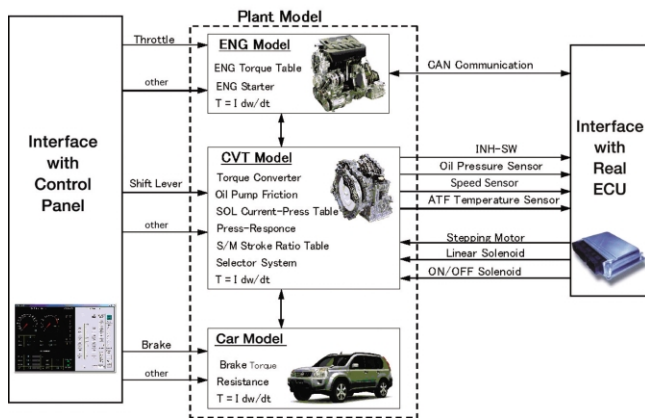 Plant Model
Interface
with
Control
Panel
Throttle
other
Shift Lever
other
Brake
other
ENG Model
ENG Torque Table
ENG Starter
T = I dw/dt
CVT Model
Torque Converter
Oil Pump Friction
SOL Current-Press Table
Press-Responce
S/M Stroke Ratio Table
Selector System
T = I dw/dt
Car Model
Brake Torque
Resistance
T = I dw/dt
CAN Communication
INH-SW
Oil Pressure Sensor
Speed Sensor
ATF Temperature Sensor
Stepping Motor
Linear Solenoid
ON/OFF Solenoid
Interface
with
Real
ECU